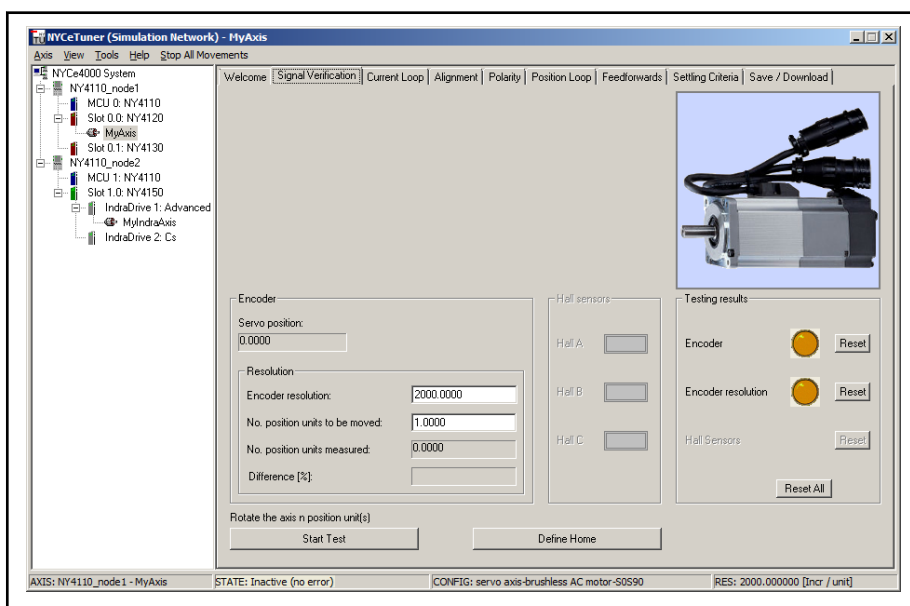 NYCeTuner (Simulation Network) - MyAxis
Axis View Tools Help Stop All Movements
NYCe4000 System
NY4110_node1
MCU 0: NY4110
Slot 0.0: NY4120
MyAxis
Slot 0.1: NY4130
NY4110_node2
MCU 1: NY4110
Slot 1.0: NY4150
IndraDrive 1: Advanced
MyIndraAxis
IndraDrive 2: Cs
Welcome Signal Verification Current Loop Alignment Polarity Position Loop Feedforwards Settling Criteria Save / Download
Encoder
Servo position:
0.0000
Resolution
Encoder resolution: 2000.0000
No. position units to be moved: 1.0000
No. position units measured: 0.0000
Difference [%]:
Hall sensors
Hall A
Hall B
Hall C
Testing results
Encoder Reset
Encoder resolution Reset
Hall Sensors Reset
Reset All
Rotate the axis n position unit(s)
Start Test Define Home
AXIS: NY4110_node1 - MyAxis STATE: Inactive (no error) CONFIG: servo axis-brushless AC motor-S0S90 RES: 2000.000000 [Incr / unit]